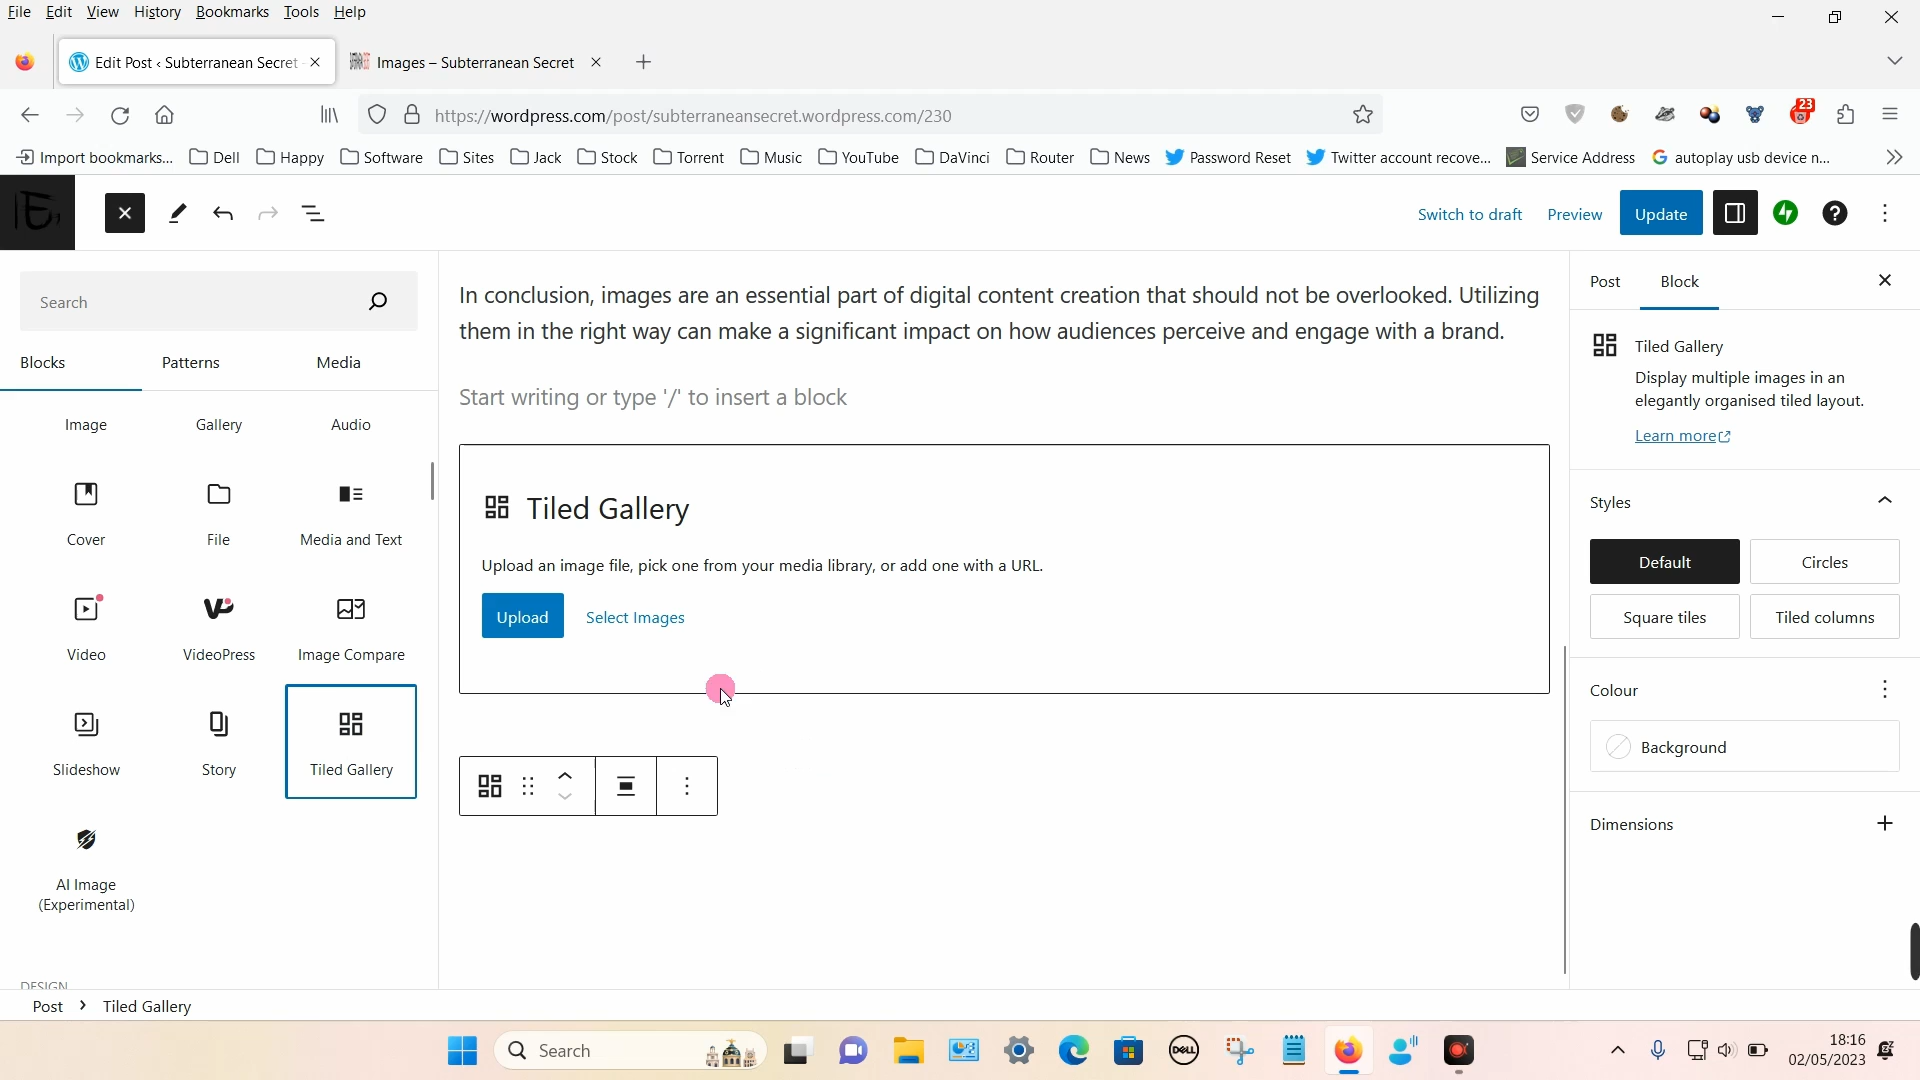 File Edit View History Bookmarks Tools Help
Edit Post ‹ Subterranean Secret
Images – Subterranean Secret
https://wordpress.com/post/subterraneansecret.wordpress.com/230
23
Import bookmarks... Dell Happy Software Sites Jack Stock Torrent Music YouTube DaVinci Router News Password Reset Twitter account recove... Service Address autoplay usb device n...
Switch to draft Preview Update
Search
Blocks Patterns Media
Image Gallery Audio
Cover File Media and Text
Video VideoPress Image Compare
Slideshow Story Tiled Gallery
AI Image
(Experimental)
DESIGN
In conclusion, images are an essential part of digital content creation that should not be overlooked. Utilizing
them in the right way can make a significant impact on how audiences perceive and engage with a brand.
Start writing or type '/' to insert a block
Tiled Gallery
Upload an image file, pick one from your media library, or add one with a URL.
Upload Select Images
Post Block
Tiled Gallery
Display multiple images in an
elegantly organised tiled layout.
Learn more
Styles
Default Circles
Square tiles Tiled columns
Colour
Background
Dimensions
Post Tiled Gallery
Search
DELL
18:16
02/05/2023